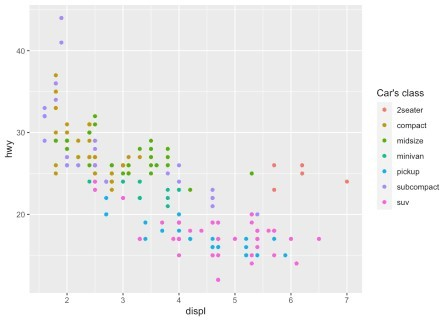 40
30
20
hwy
2
3
4
5
6
7
displ
Car's class
2seater
compact
midsize
minivan
pickup
subcompact
suv